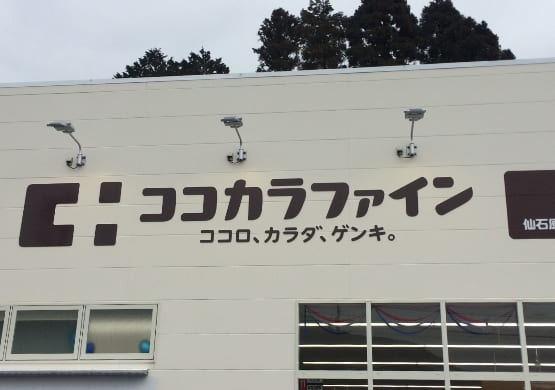 ココカラファイン
ココロ、カラダ、ゲンキ。
仙石